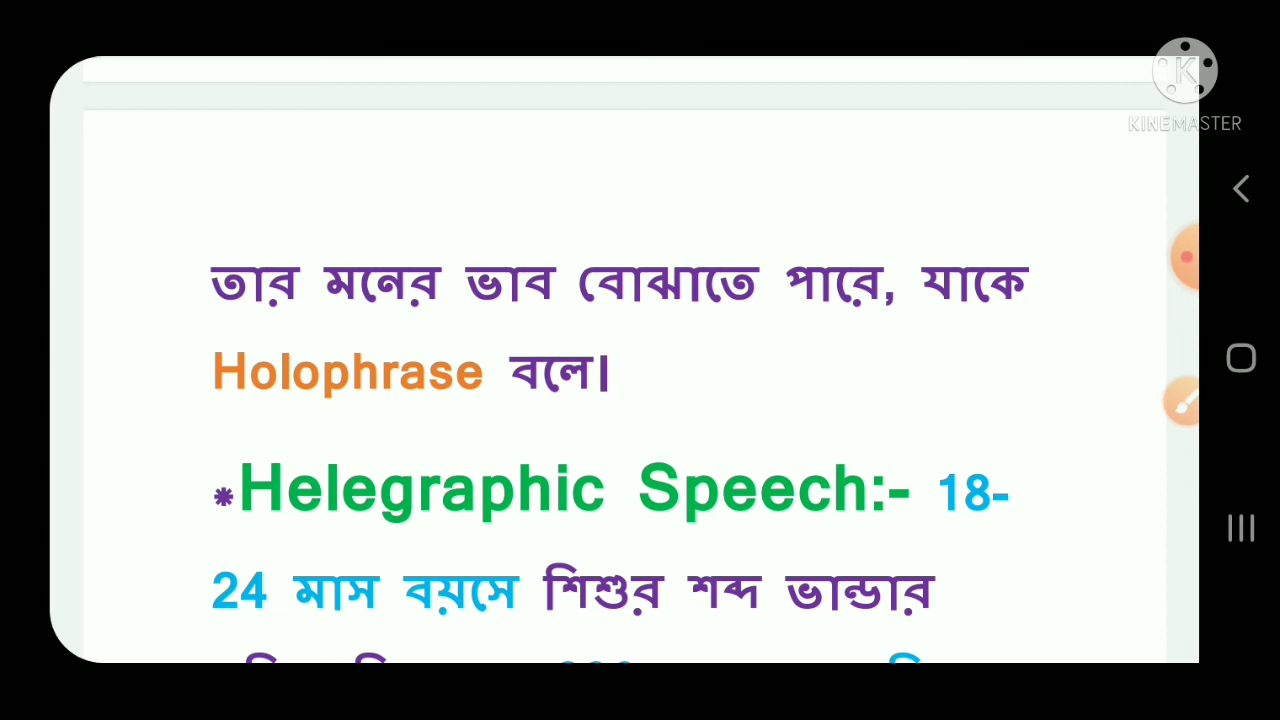 KINEMASTER
তার মনের ভাব বোঝাতে পারে, যাকে
Holophrase বলে।
*Helegraphic Speech:- 18-
24 মাস বয়সে শিশুর শব্দ ভান্ডার